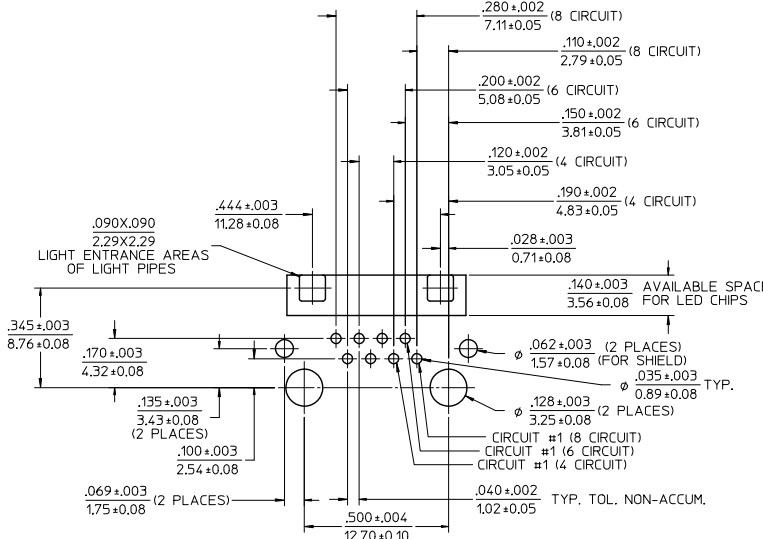 .280±.002 (8 CIRCUIT)
7.11±0.05
.110±.002 (8 CIRCUIT)
2.79±0.05
.200±.002 (6 CIRCUIT)
5.08±0.05
.150±.002 (6 CIRCUIT)
3.81±0.05
.120±.002 (4 CIRCUIT)
3.05±0.05
.190±.002 (4 CIRCUIT)
4.83±0.05
.444±.003
11.28±0.08
.090X.090
2.29X2.29
LIGHT ENTRANCE AREAS
OF LIGHT PIPES
.028±.003
0.71±0.08
.140±.003 AVAILABLE SPAC
3.56±0.08 FOR LED CHIPS
.345±.003
8.76±0.08
.170±.003
4.32±0.08
ø .062±.003 (2 PLACES)
1.57±0.08 (FOR SHIELD)
ø .035±.003 TYP.
0.89±0.08
.135±.003
3.43±0.08
(2 PLACES)
ø .128±.003 (2 PLACES)
3.25±0.08
.100±.003
2.54±0.08
CIRCUIT #1 (8 CIRCUIT)
CIRCUIT #1 (6 CIRCUIT)
CIRCUIT #1 (4 CIRCUIT)
.069±.003 (2 PLACES)
1.75±0.08
.040±.002 TYP. TOL. NON-ACCUM.
1.02±0.05
.500±.004
12.70±0.10